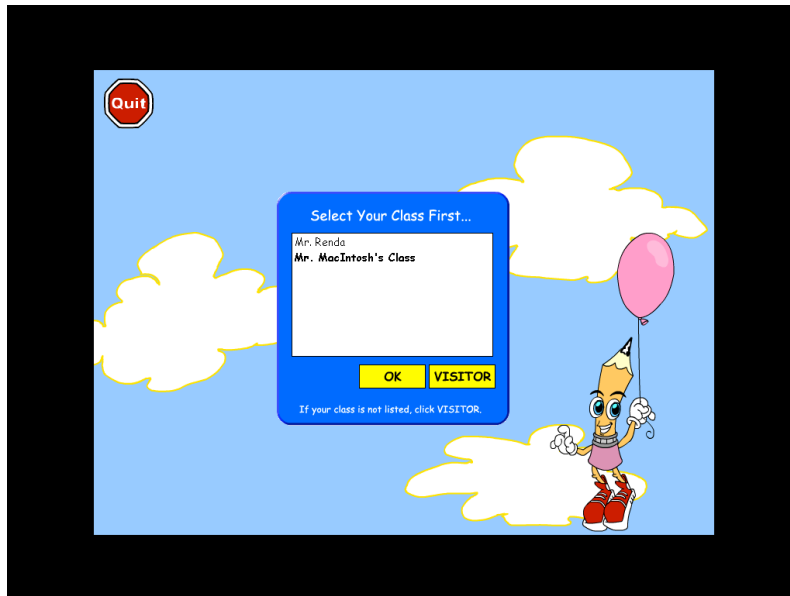 Quit
Select Your Class First...
Mr. Renda
Mr. MacIntosh's Class
OK
VISITOR
If your class is not listed, click VISITOR.